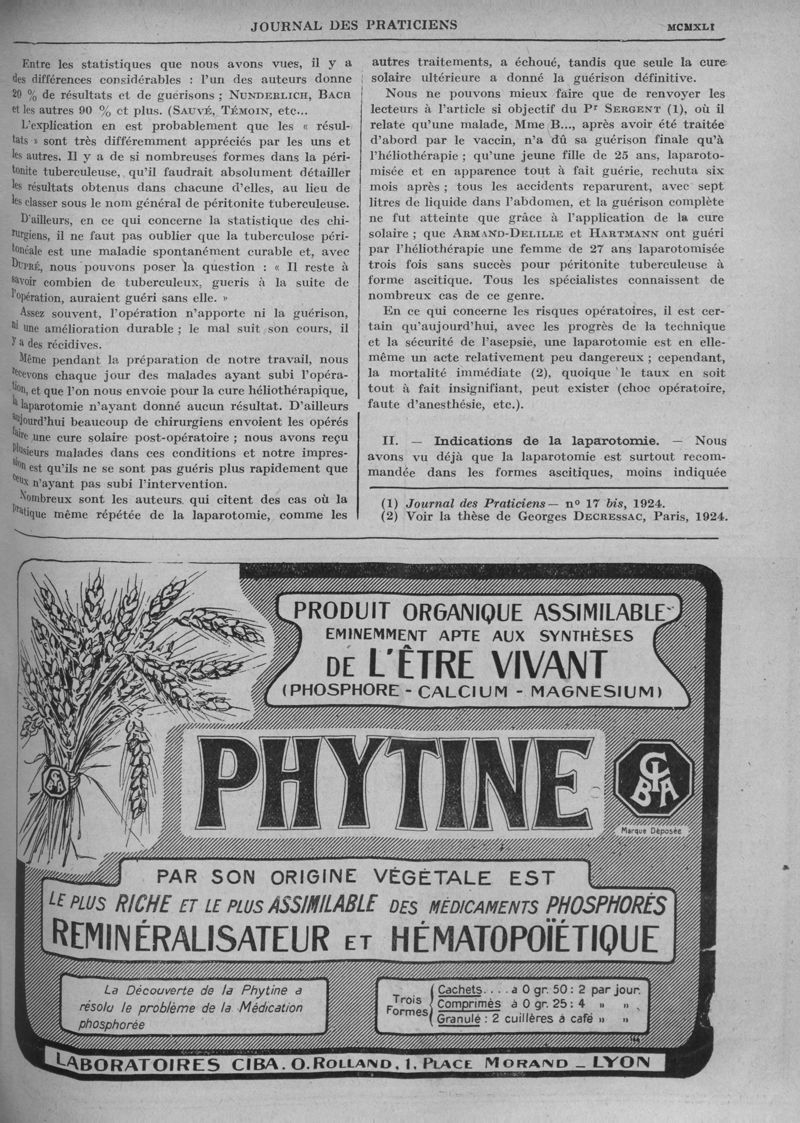 JOURNAL DES PRATICIENS
MCMXLI
Entre les statistiques que nous avons vues, il y a
des différences considérables : l'un des auteurs donne
20 % de résultats et de guérisons ; NUNDERLICH, BACH
et les autres 90 % et plus. (SAUVÉ, TÉMOIN, etc...
L'explication en est probablement que les « résul-
tats » sont très différemment appréciés par les uns et
les autres. Il y a de si nombreuses formes dans la péri-
tonite tuberculeuse, qu'il faudrait absolument détailler
les résultats obtenus dans chacune d'elles, au lieu de
les classer sous le nom général de péritonite tuberculeuse.
D'ailleurs, en ce qui concerne la statistique des chi-
rurgiens, il ne faut pas oublier que la tuberculose péri-
tonéale est une maladie spontanément curable et, avec
DUPRÉ, nous pouvons poser la question : « Il reste à
savoir combien de tuberculeux, gueris à la suite de
l'opération, auraient guéri sans elle. »
Assez souvent, l'opération n'apporte ni la guérison,
ni une amélioration durable ; le mal suit son cours, il
y a des récidives.
Même pendant la préparation de notre travail, nous
recevons chaque jour des malades ayant subi l'opéra-
tion, et que l'on nous envoie pour la cure héliothérapique,
la laparotomie n'ayant donné aucun résultat. D'ailleurs
aujourd'hui beaucoup de chirurgiens envoient les opérés
faire une cure solaire post-opératoire ; nous avons reçu
plusieurs malades dans ces conditions et notre impres-
sion est qu'ils ne se sont pas guéris plus rapidement que
ceux n'ayant pas subi l'intervention.
Nombreux sont les auteurs qui citent des cas où la
pratique même répétée de la laparotomie, comme les
autres traitements, a échoué, tandis que seule la cure
solaire ultérieure a donné la guérison définitive.
Nous ne pouvons mieux faire que de renvoyer les
lecteurs à l'article si objectif du Pr SERGENT (1), où il
relate qu'une malade, Mme B..., après avoir été traitée
d'abord par le vaccin, n'a dû sa guérison finale qu'à
l'héliothérapie ; qu'une jeune fille de 25 ans, laparoto-
misée et en apparence tout à fait guérie, rechuta six
mois après ; tous les accidents reparurent, avec sept
litres de liquide dans l'abdomen, et la guérison complète
ne fut atteinte que grâce à l'application de la cure
solaire ; que ARMAND-DELILLE et HARTMANN ont guéri
par l'héliothérapie une femme de 27 ans laparotomisée
trois fois sans succès pour péritonite tuberculeuse à
forme ascitique. Tous les spécialistes connaissent de
nombreux cas de ce genre.
En ce qui concerne les risques opératoires, il est cer-
tain qu'aujourd'hui, avec les progrès de la technique
et la sécurité de l'asepsie, une laparotomie est en elle-
même un acte relativement peu dangereux ; cependant,
la mortalité immédiate (2), quoique le taux en soit
tout à fait insignifiant, peut exister (choc opératoire,
faute d'anesthésie, etc.).
II. — Indications de la laparotomie. — Nous
avons vu déjà que la laparotomie est surtout recom-
mandée dans les formes ascitiques, moins indiquée
(1) Journal des Praticiens— no 17 bis, 1924.
(2) Voir la thèse de Georges DECRESSAC, Paris, 1924.
PRODUIT ORGANIQUE ASSIMILABLE
EMINEMMENT APTE AUX SYNTHÈSES
DE L'ÊTRE VIVANT
(PHOSPHORE - CALCIUM - MAGNESIUM)
PHYTINE
CIBA
CIBA
Marque Déposée
PAR SON ORIGINE VÉGÉTALE EST
LE PLUS RICHE ET LE PLUS ASSIMILABLE DES MÉDICAMENTS PHOSPHORÉS
REMINÉRALISATEUR ET HÉMATOPOÏÉTIQUE
La Découverte de la Phytine a
résolu le problème de la Médication
phosphorée
Trois Formes
Cachets.... a 0 gr. 50 : 2 par jour.
Comprimés à 0 gr. 25 : 4 » »
Granulé : 2 cuillères à café » »
LABORATOIRES CIBA. O. ROLLAND, 1, PLACE MORAND _ LYON